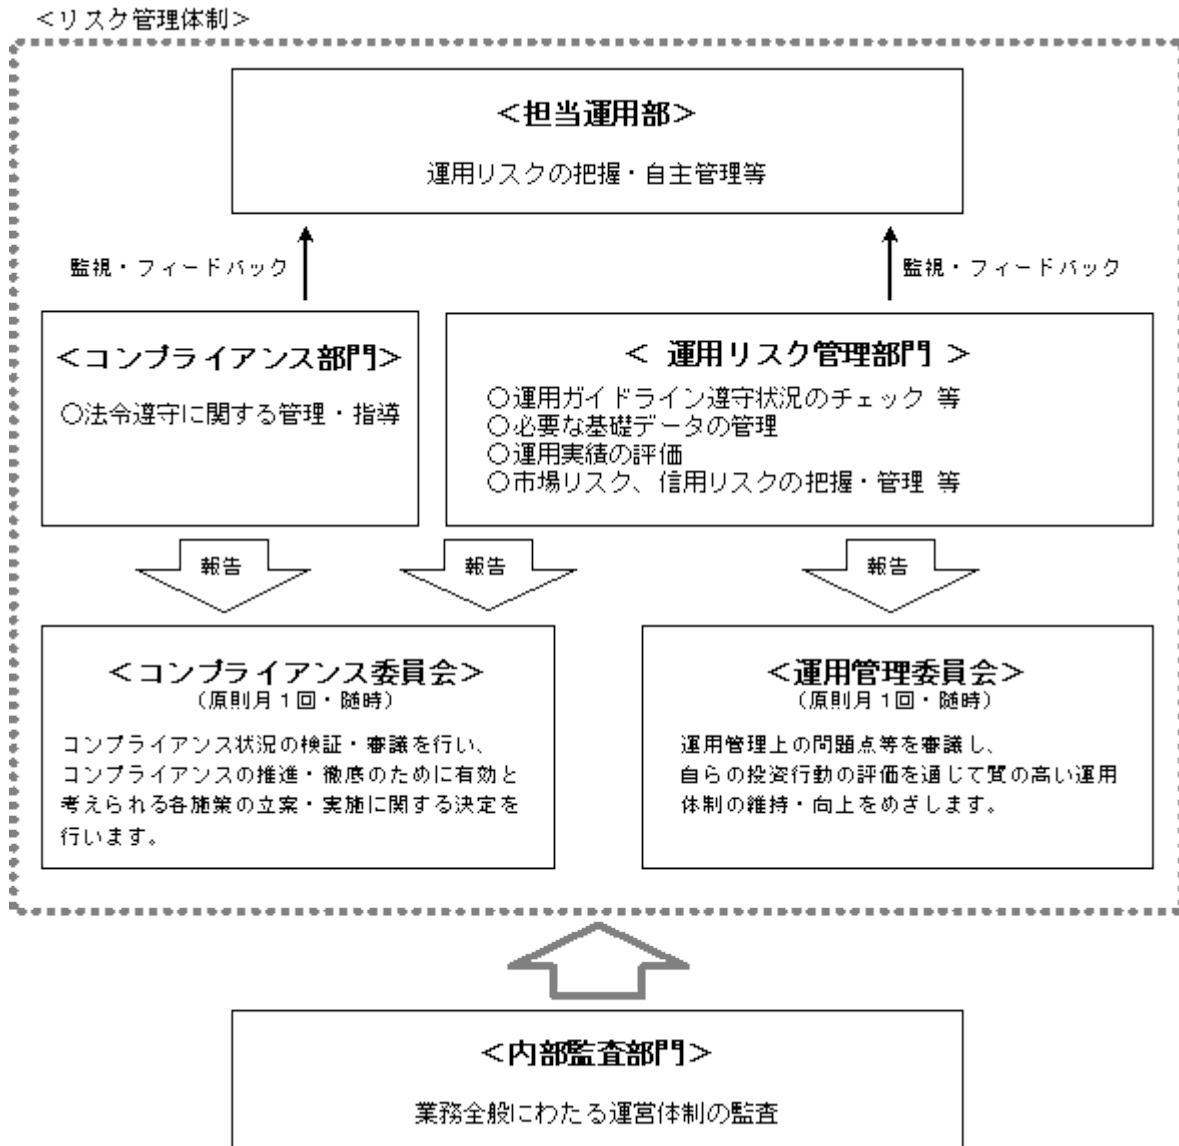 ＜リスク管理体制＞
＜担当運用部＞
運用リスクの把握・自主管理等
監視・フィードバック
監視・フィードバック
＜コンプライアンス部門＞
○法令遵守に関する管理・指導
＜ 運用リスク管理部門 ＞
○運用ガイドライン遵守状況のチェック 等
○必要な基礎データの管理
○運用実績の評価
○市場リスク、信用リスクの把握・管理 等
報告
報告
報告
＜コンプライアンス委員会＞
（原則月１回・随時）
コンプライアンス状況の検証・審議を行い、
コンプライアンスの推進・徹底のために有効と
考えられる各施策の立案・実施に関する決定を
行います。
＜運用管理委員会＞
（原則月１回・随時）
運用管理上の問題点等を審議し、
自らの投資行動の評価を通じて質の高い運用
体制の維持・向上をめざします。
＜内部監査部門＞
業務全般にわたる運営体制の監査